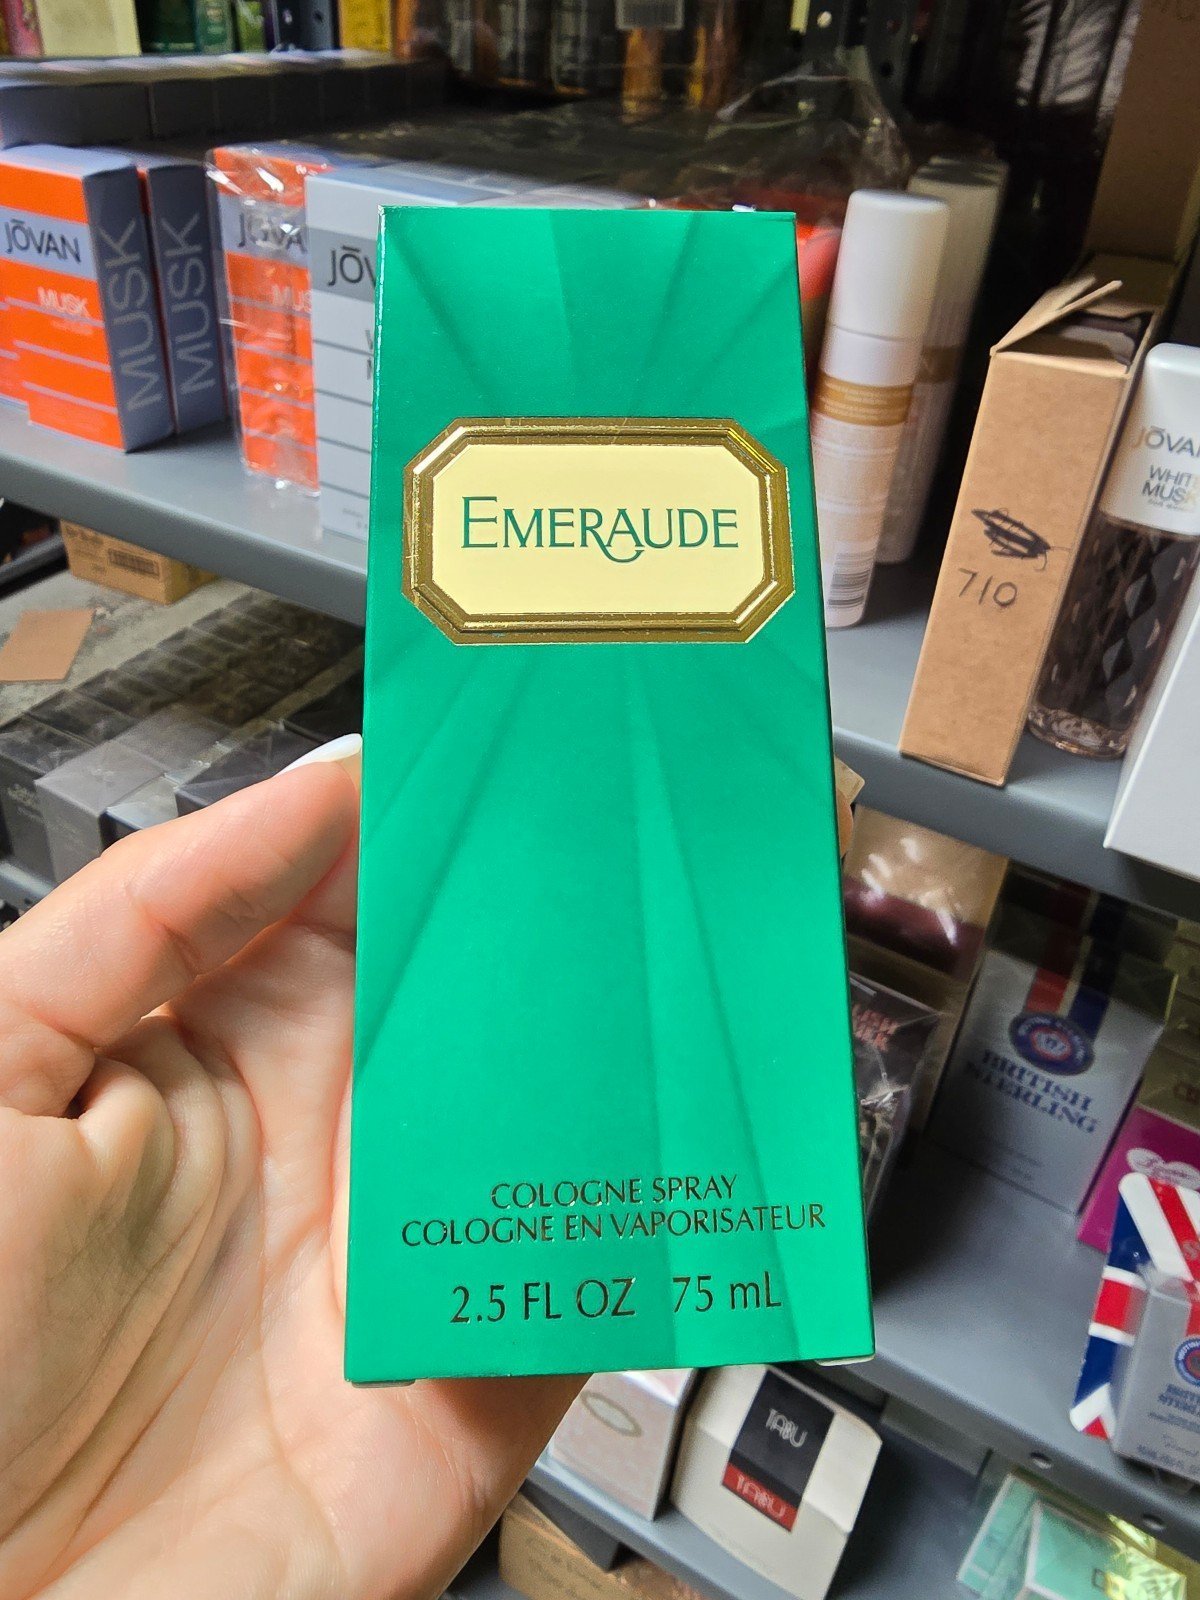 JŌVAN
MUSK
MUSK
MUSK
EMERAUDE
COLOGNE SPRAY
COLOGNE EN VAPORISATEUR
2.5 FL OZ 75 mL
710
JŌVAN
WHITE
MUSK
BRITISH
STERLING
TABU
TABU